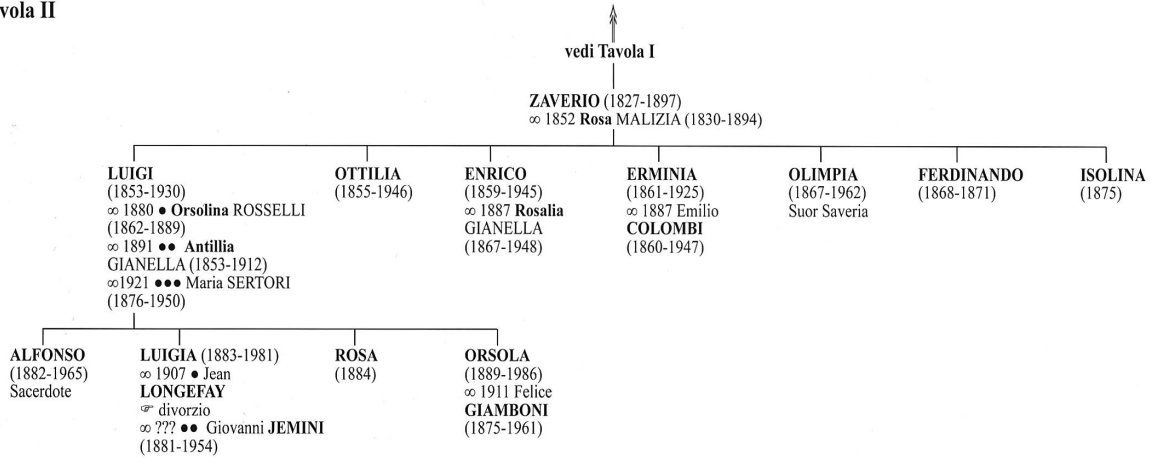 vola II
vedi Tavola I
ZAVERIO (1827-1897)
∞ 1852 Rosa MALIZIA (1830-1894)
LUIGI
(1853-1930)
∞ 1880 ● Orsolina ROSSELLI
(1862-1889)
∞ 1891 ●● Antillia
GIANELLA (1853-1912)
∞1921 ●●● Maria SERTORI
(1876-1950)
OTTILIA
(1855-1946)
ENRICO
(1859-1945)
∞ 1887 Rosalia
GIANELLA
(1867-1948)
ERMINIA
(1861-1925)
∞ 1887 Emilio
COLOMBI
(1860-1947)
OLIMPIA
(1867-1962)
Suor Saveria
FERDINANDO
(1868-1871)
ISOLINA
(1875)
ALFONSO
(1882-1965)
Sacerdote
LUIGIA (1883-1981)
∞ 1907 ● Jean
LONGEFAY
☞ divorzio
∞ ??? ●● Giovanni JEMINI
(1881-1954)
ROSA
(1884)
ORSOLA
(1889-1986)
∞ 1911 Felice
GIAMBONI
(1875-1961)